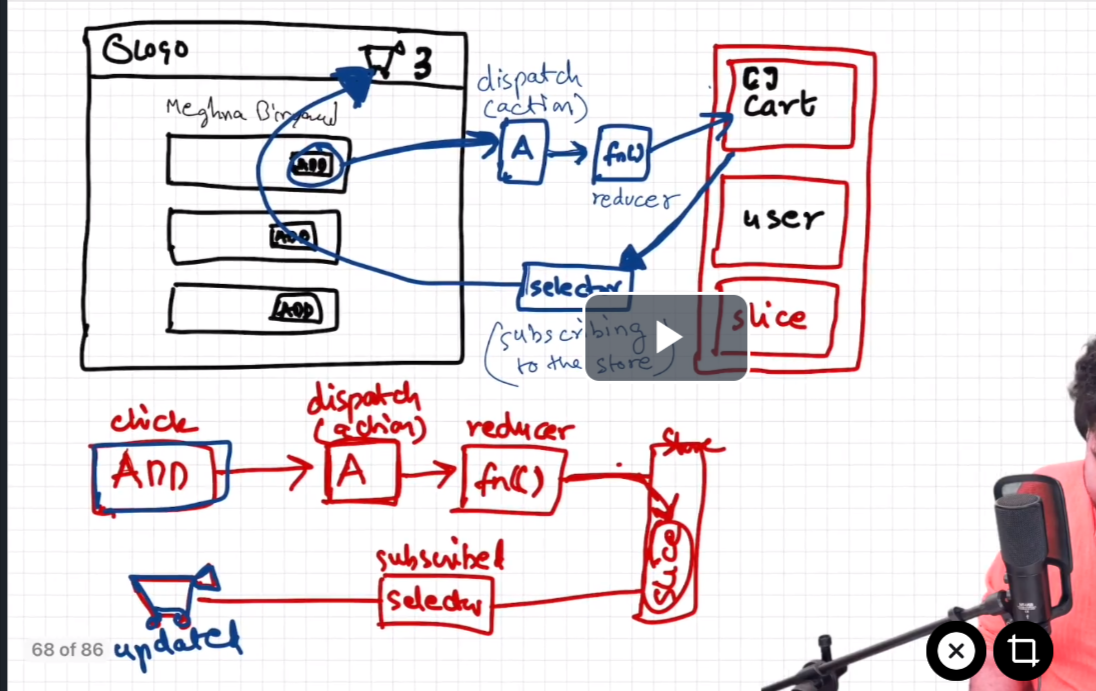 LOGO
3
dispatch
(action)
Meghna
A
fn()
[]
cart
reducer
ADD
user
ADD
selector
ADD
slice
(subscribing
to the store)
click
dispatch
(action)
reducer
store
ADD
A
fn()
slice
subscribed
selector
updated
68 of 86